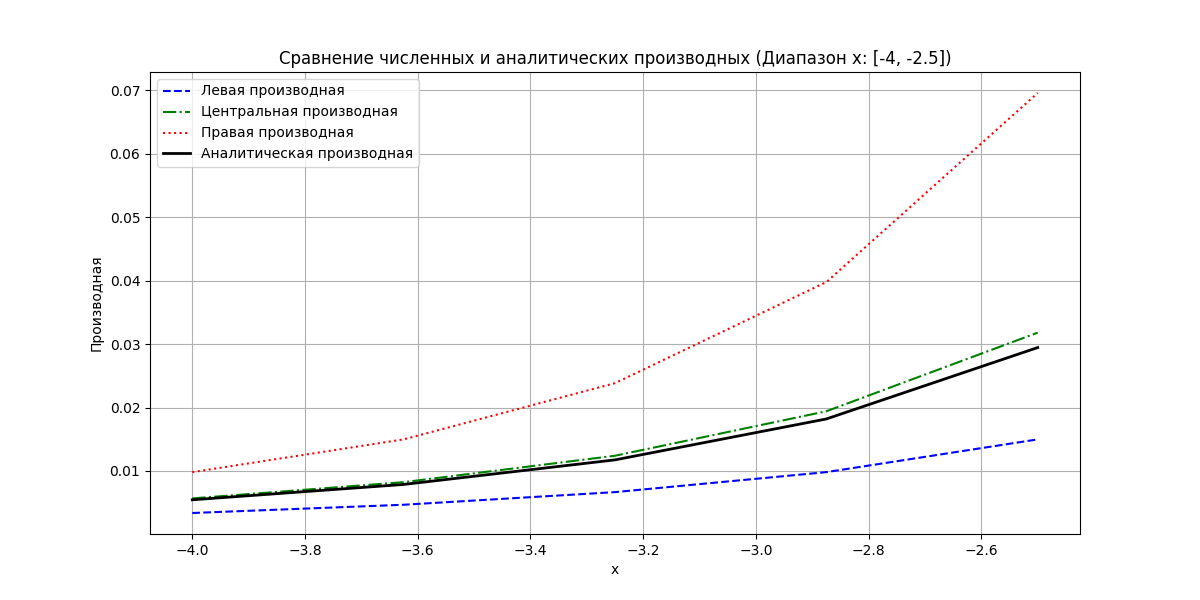 Сравнение численных и аналитических производных (Диапазон x: [-4, -2.5])
Левая производная
Центральная производная
Правая производная
Аналитическая производная
Производная
0.07
0.06
0.05
0.04
0.03
0.02
0.01
−4.0 −3.8 −3.6 −3.4 −3.2 −3.0 −2.8 −2.6
x